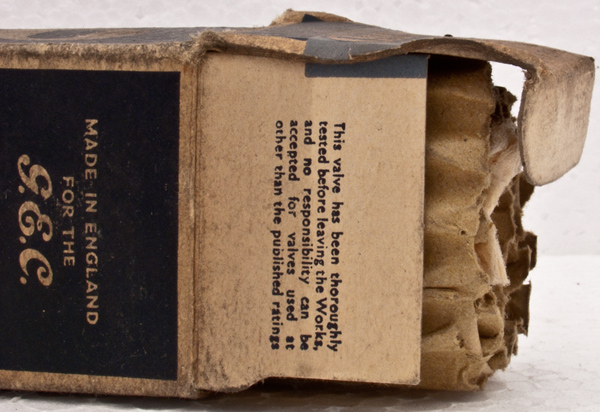 This valve has been thoroughly
tested before leaving the Works,
and no responsibility can be
accepted for valves used at
other than the published ratings
MADE IN ENGLAND
FOR THE
G.E.C.